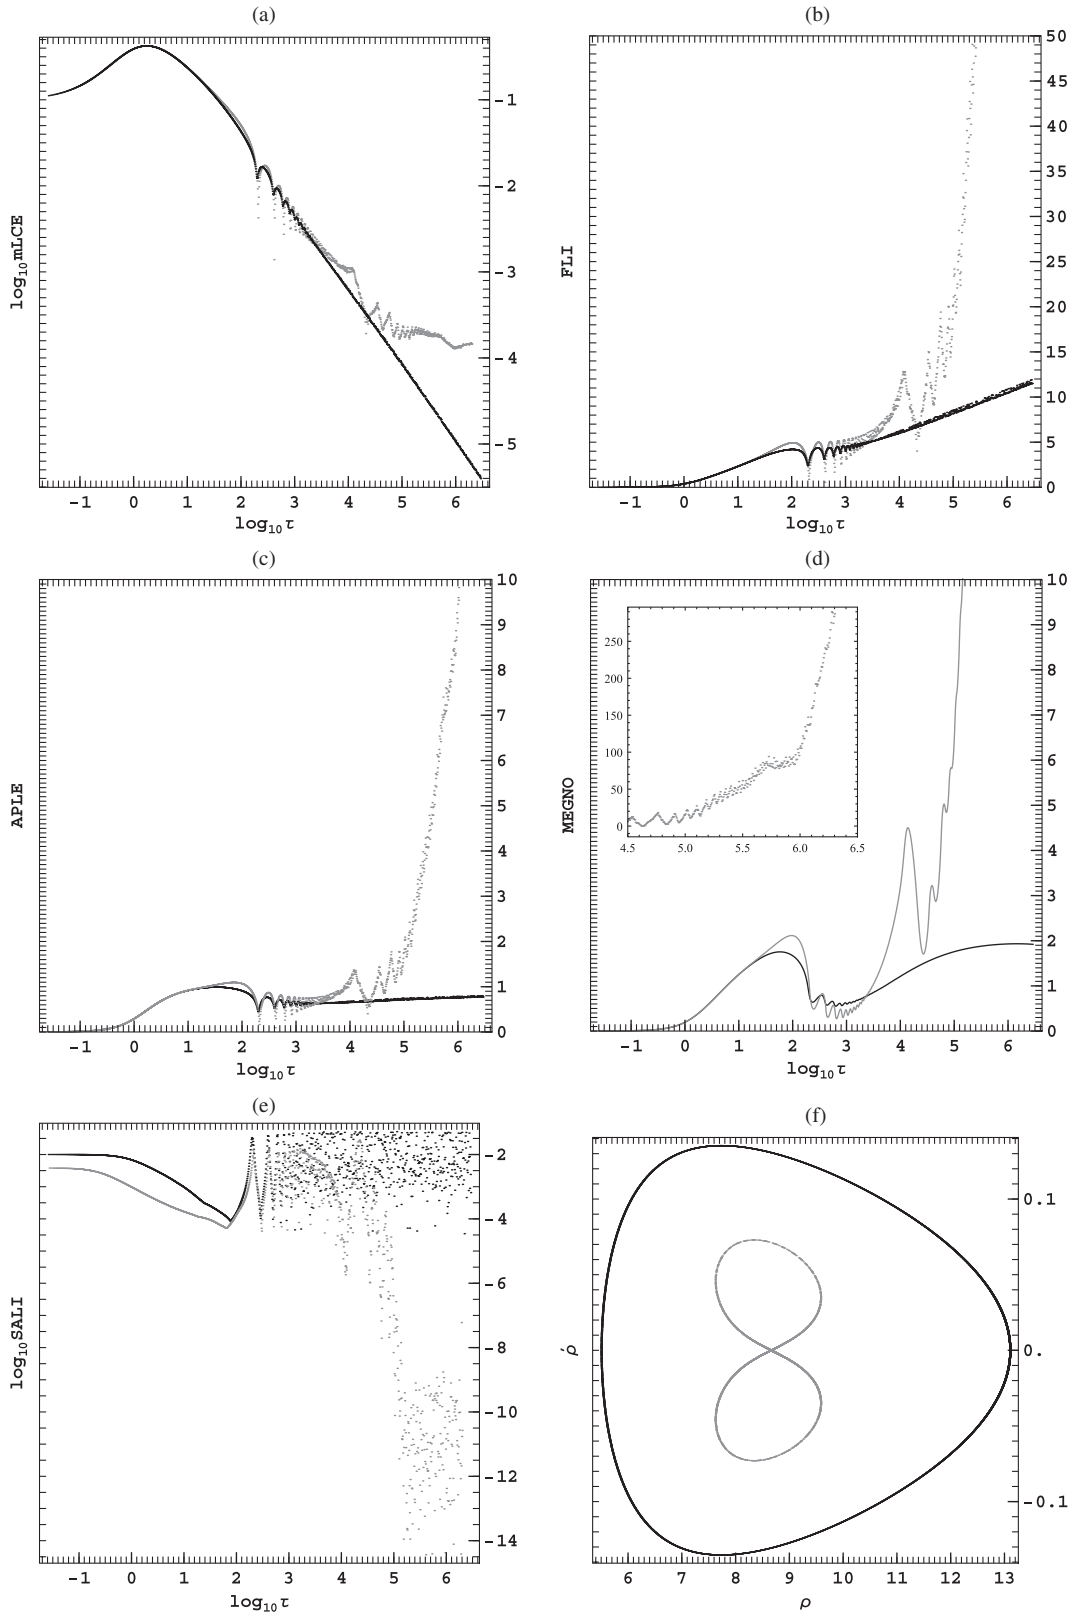 (a)
-1
-2
-3
-4
-5
log₁₀mLCE
-1 0 1 2 3 4 5 6
log₁₀τ
(b)
50
45
40
35
30
25
20
15
10
5
0
FLI
-1 0 1 2 3 4 5 6
log₁₀τ
(c)
10
9
8
7
6
5
4
3
2
1
0
APLE
-1 0 1 2 3 4 5 6
log₁₀τ
(d)
10
9
8
7
6
5
4
3
2
1
0
MEGNO
250
200
150
100
50
0
4.5 5.0 5.5 6.0 6.5
-1 0 1 2 3 4 5 6
log₁₀τ
(e)
-2
-4
-6
-8
-10
-12
-14
log₁₀SALI
-1 0 1 2 3 4 5 6
log₁₀τ
(f)
0.1
0.
-0.1
ρ̇
6 7 8 9 10 11 12 13
ρ